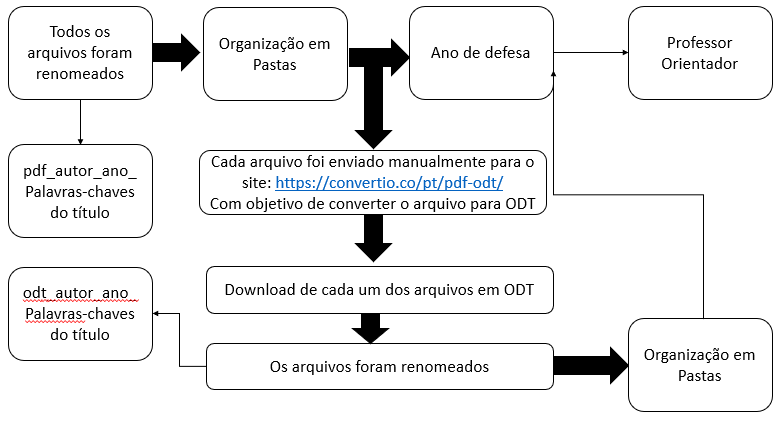 Todos os
arquivos foram
renomeados
Organização em
Pastas
Ano de defesa
Professor
Orientador
pdf_autor_ano_
Palavras-chaves
do título
Cada arquivo foi enviado manualmente para o
site: https://convertio.co/pt/pdf-odt/
Com objetivo de converter o arquivo para ODT
Download de cada um dos arquivos em ODT
odt_autor_ano_
Palavras-chaves
do título
Os arquivos foram renomeados
Organização em
Pastas